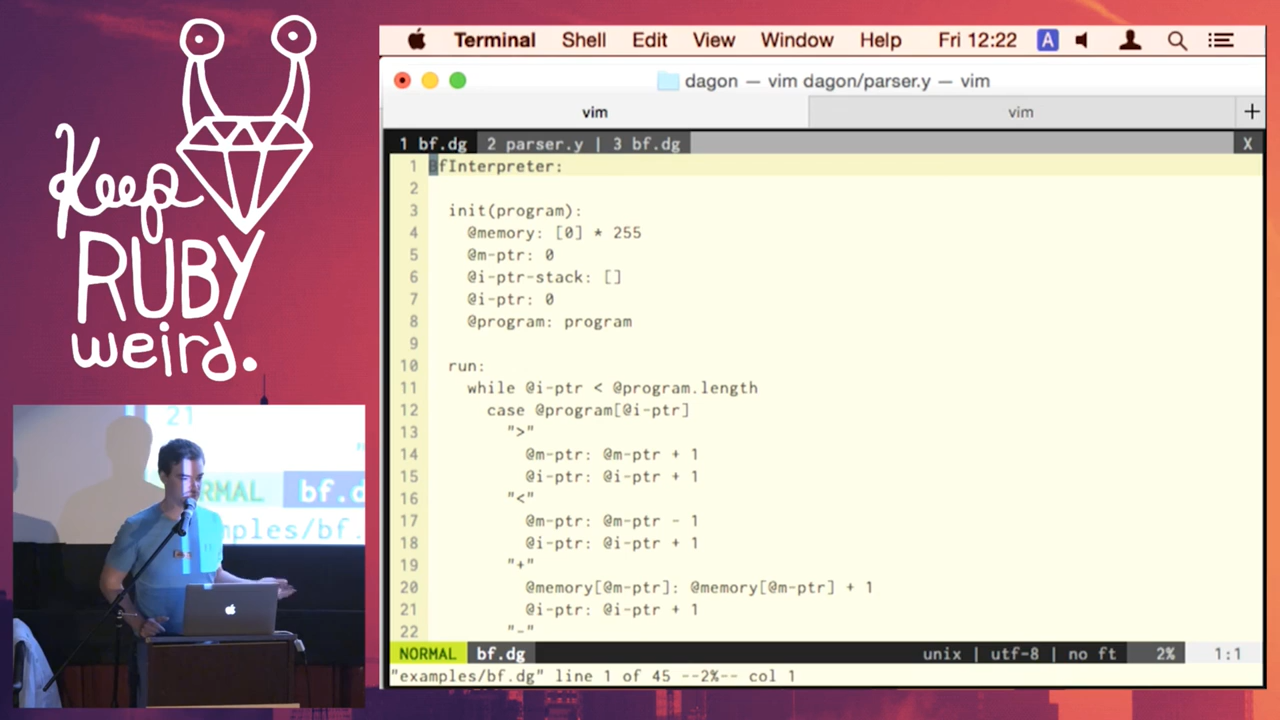 Keep
RUBY
weird.
Terminal Shell Edit View Window Help Fri 12:22 A
dagon — vim dagon/parser.y — vim
vim vim +
1 bf.dg 2 parser.y | 3 bf.dg X
1 BfInterpreter:
2
3 init(program):
4 @memory: [0] * 255
5 @m-ptr: 0
6 @i-ptr-stack: []
7 @i-ptr: 0
8 @program: program
9
10 run:
11 while @i-ptr < @program.length
12 case @program[@i-ptr]
13 ">"
14 @m-ptr: @m-ptr + 1
15 @i-ptr: @i-ptr + 1
16 "<"
17 @m-ptr: @m-ptr - 1
18 @i-ptr: @i-ptr + 1
19 "+"
20 @memory[@m-ptr]: @memory[@m-ptr] + 1
21 @i-ptr: @i-ptr + 1
22 "-"
NORMAL bf.dg unix | utf-8 | no ft 2% 1:1
"examples/bf.dg" line 1 of 45 --2%-- col 1
21
RMAL bf.d
mples/bf.